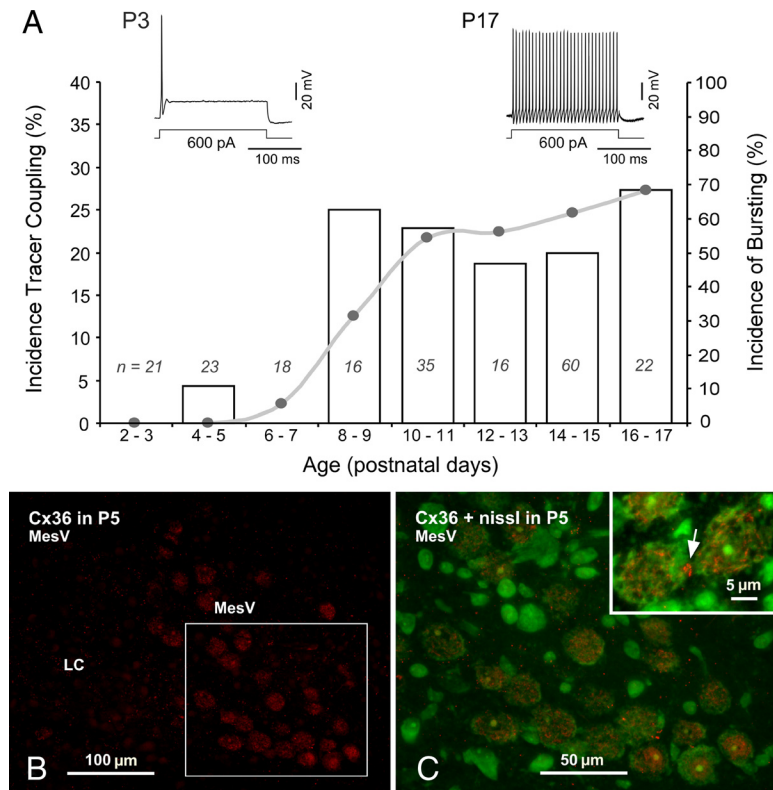 A
P3
P17
20 mV
20 mV
600 pA
100 ms
600 pA
100 ms
Incidence Tracer Coupling (%)
40
35
30
25
20
15
10
5
0
Incidence of Bursting (%)
100
90
80
70
60
50
40
30
20
10
0
n = 21
23
18
16
35
16
60
22
2 - 3
4 - 5
6 - 7
8 - 9
10 - 11
12 - 13
14 - 15
16 - 17
Age (postnatal days)
Cx36 in P5
MesV
MesV
LC
B
100 µm
Cx36 + nissl in P5
MesV
5 µm
C
50 µm